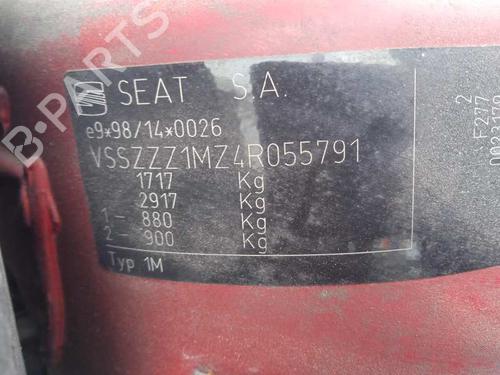 SEAT S.A.
e9*98/14*0026
VSSZZZ1MZ4R055791
1717 Kg
2917 Kg
1- 880 Kg
2- 900 Kg
Typ 1M
2
F277
B-PARTS